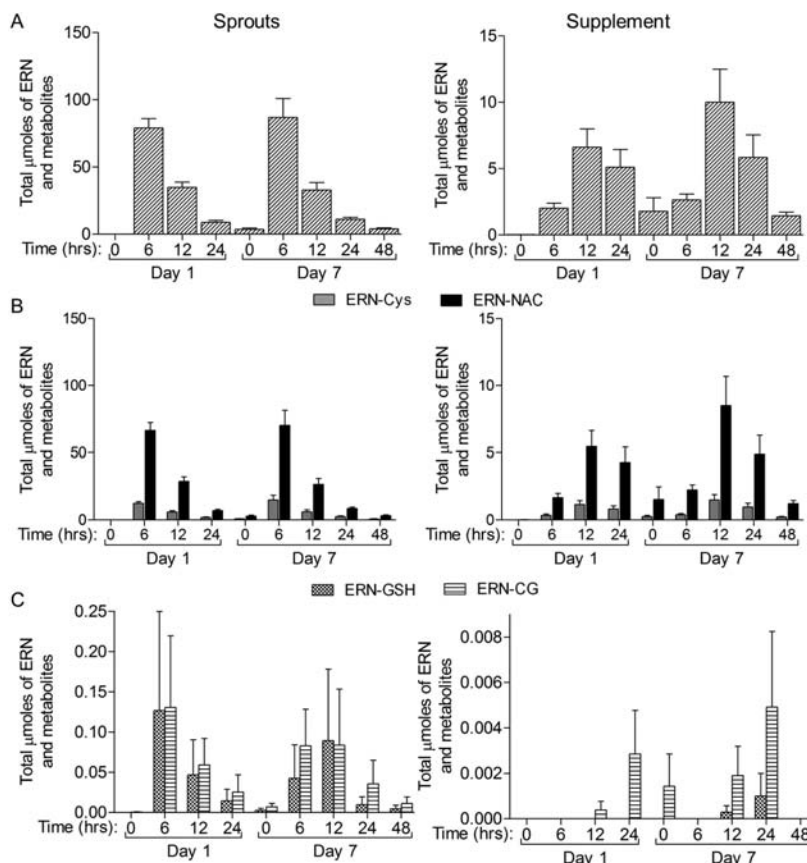 A
Sprouts
Supplement
Total μmoles of ERN
and metabolites
150
100
50
0
Time (hrs): 0 6 12 24 0 6 12 24 48
Day 1 Day 7
Total μmoles of ERN
and metabolites
15
10
5
0
Time (hrs): 0 6 12 24 0 6 12 24 48
Day 1 Day 7
B
ERN-Cys ERN-NAC
Total μmoles of ERN
and metabolites
150
100
50
0
Time (hrs): 0 6 12 24 0 6 12 24 48
Day 1 Day 7
Total μmoles of ERN
and metabolites
15
10
5
0
Time (hrs): 0 6 12 24 0 6 12 24 48
Day 1 Day 7
C
ERN-GSH ERN-CG
Total μmoles of ERN
and metabolites
0.25
0.20
0.15
0.10
0.05
0.00
Time (hrs): 0 6 12 24 0 6 12 24 48
Day 1 Day 7
Total μmoles of ERN
and metabolites
0.008
0.006
0.004
0.002
0.000
Time (hrs): 0 6 12 24 0 6 12 24 48
Day 1 Day 7